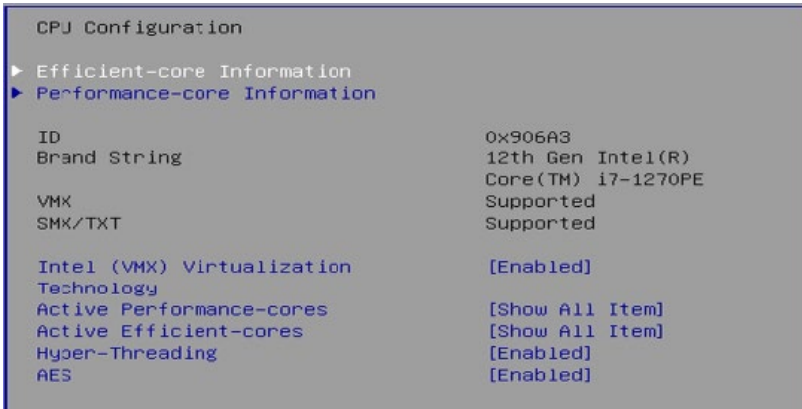 CPU Configuration
Efficient-core Information
Performance-core Information
ID 0x906A3
Brand String 12th Gen Intel(R)
Core(TM) i7-1270PE
VMX Supported
SMX/TXT Supported
Intel (VMX) Virtualization [Enabled]
Technology
Active Performance-cores [Show All Item]
Active Efficient-cores [Show All Item]
Hyper-Threading [Enabled]
AES [Enabled]